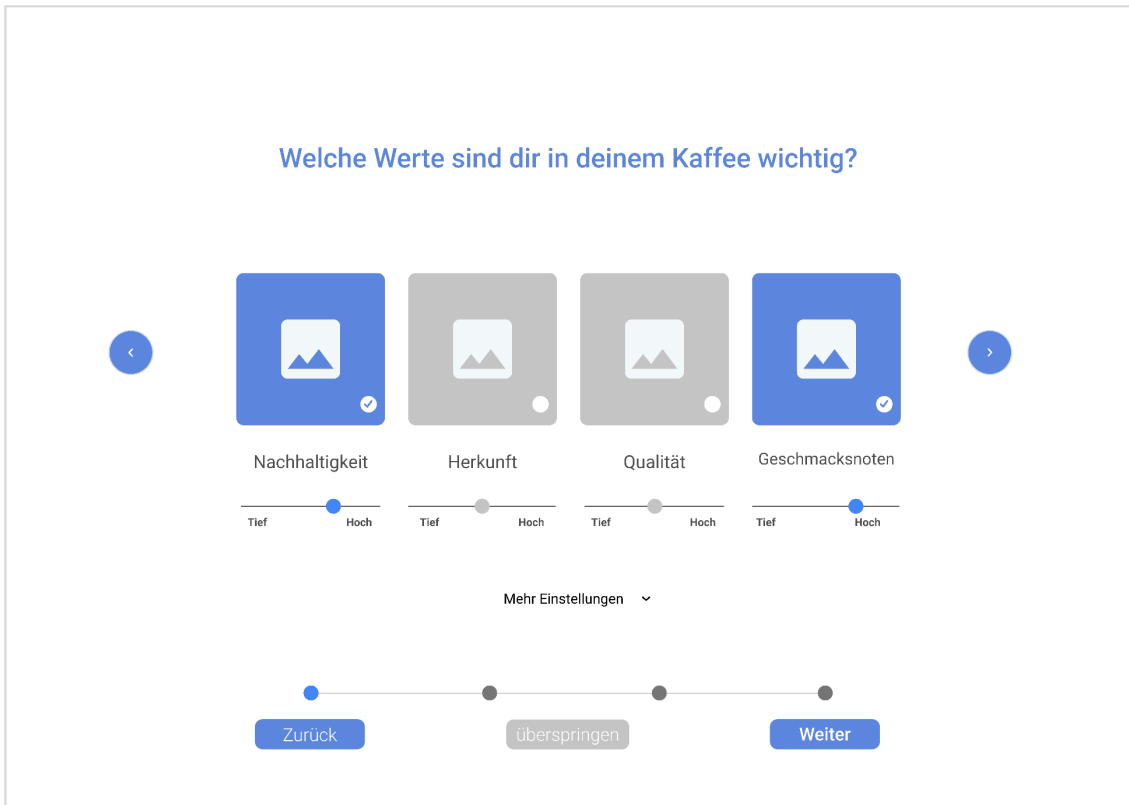 Welche Werte sind dir in deinem Kaffee wichtig?
Nachhaltigkeit Herkunft Qualität Geschmacksnoten
Tief Hoch Tief Hoch Tief Hoch Tief Hoch
Mehr Einstellungen
Zurück überspringen Weiter